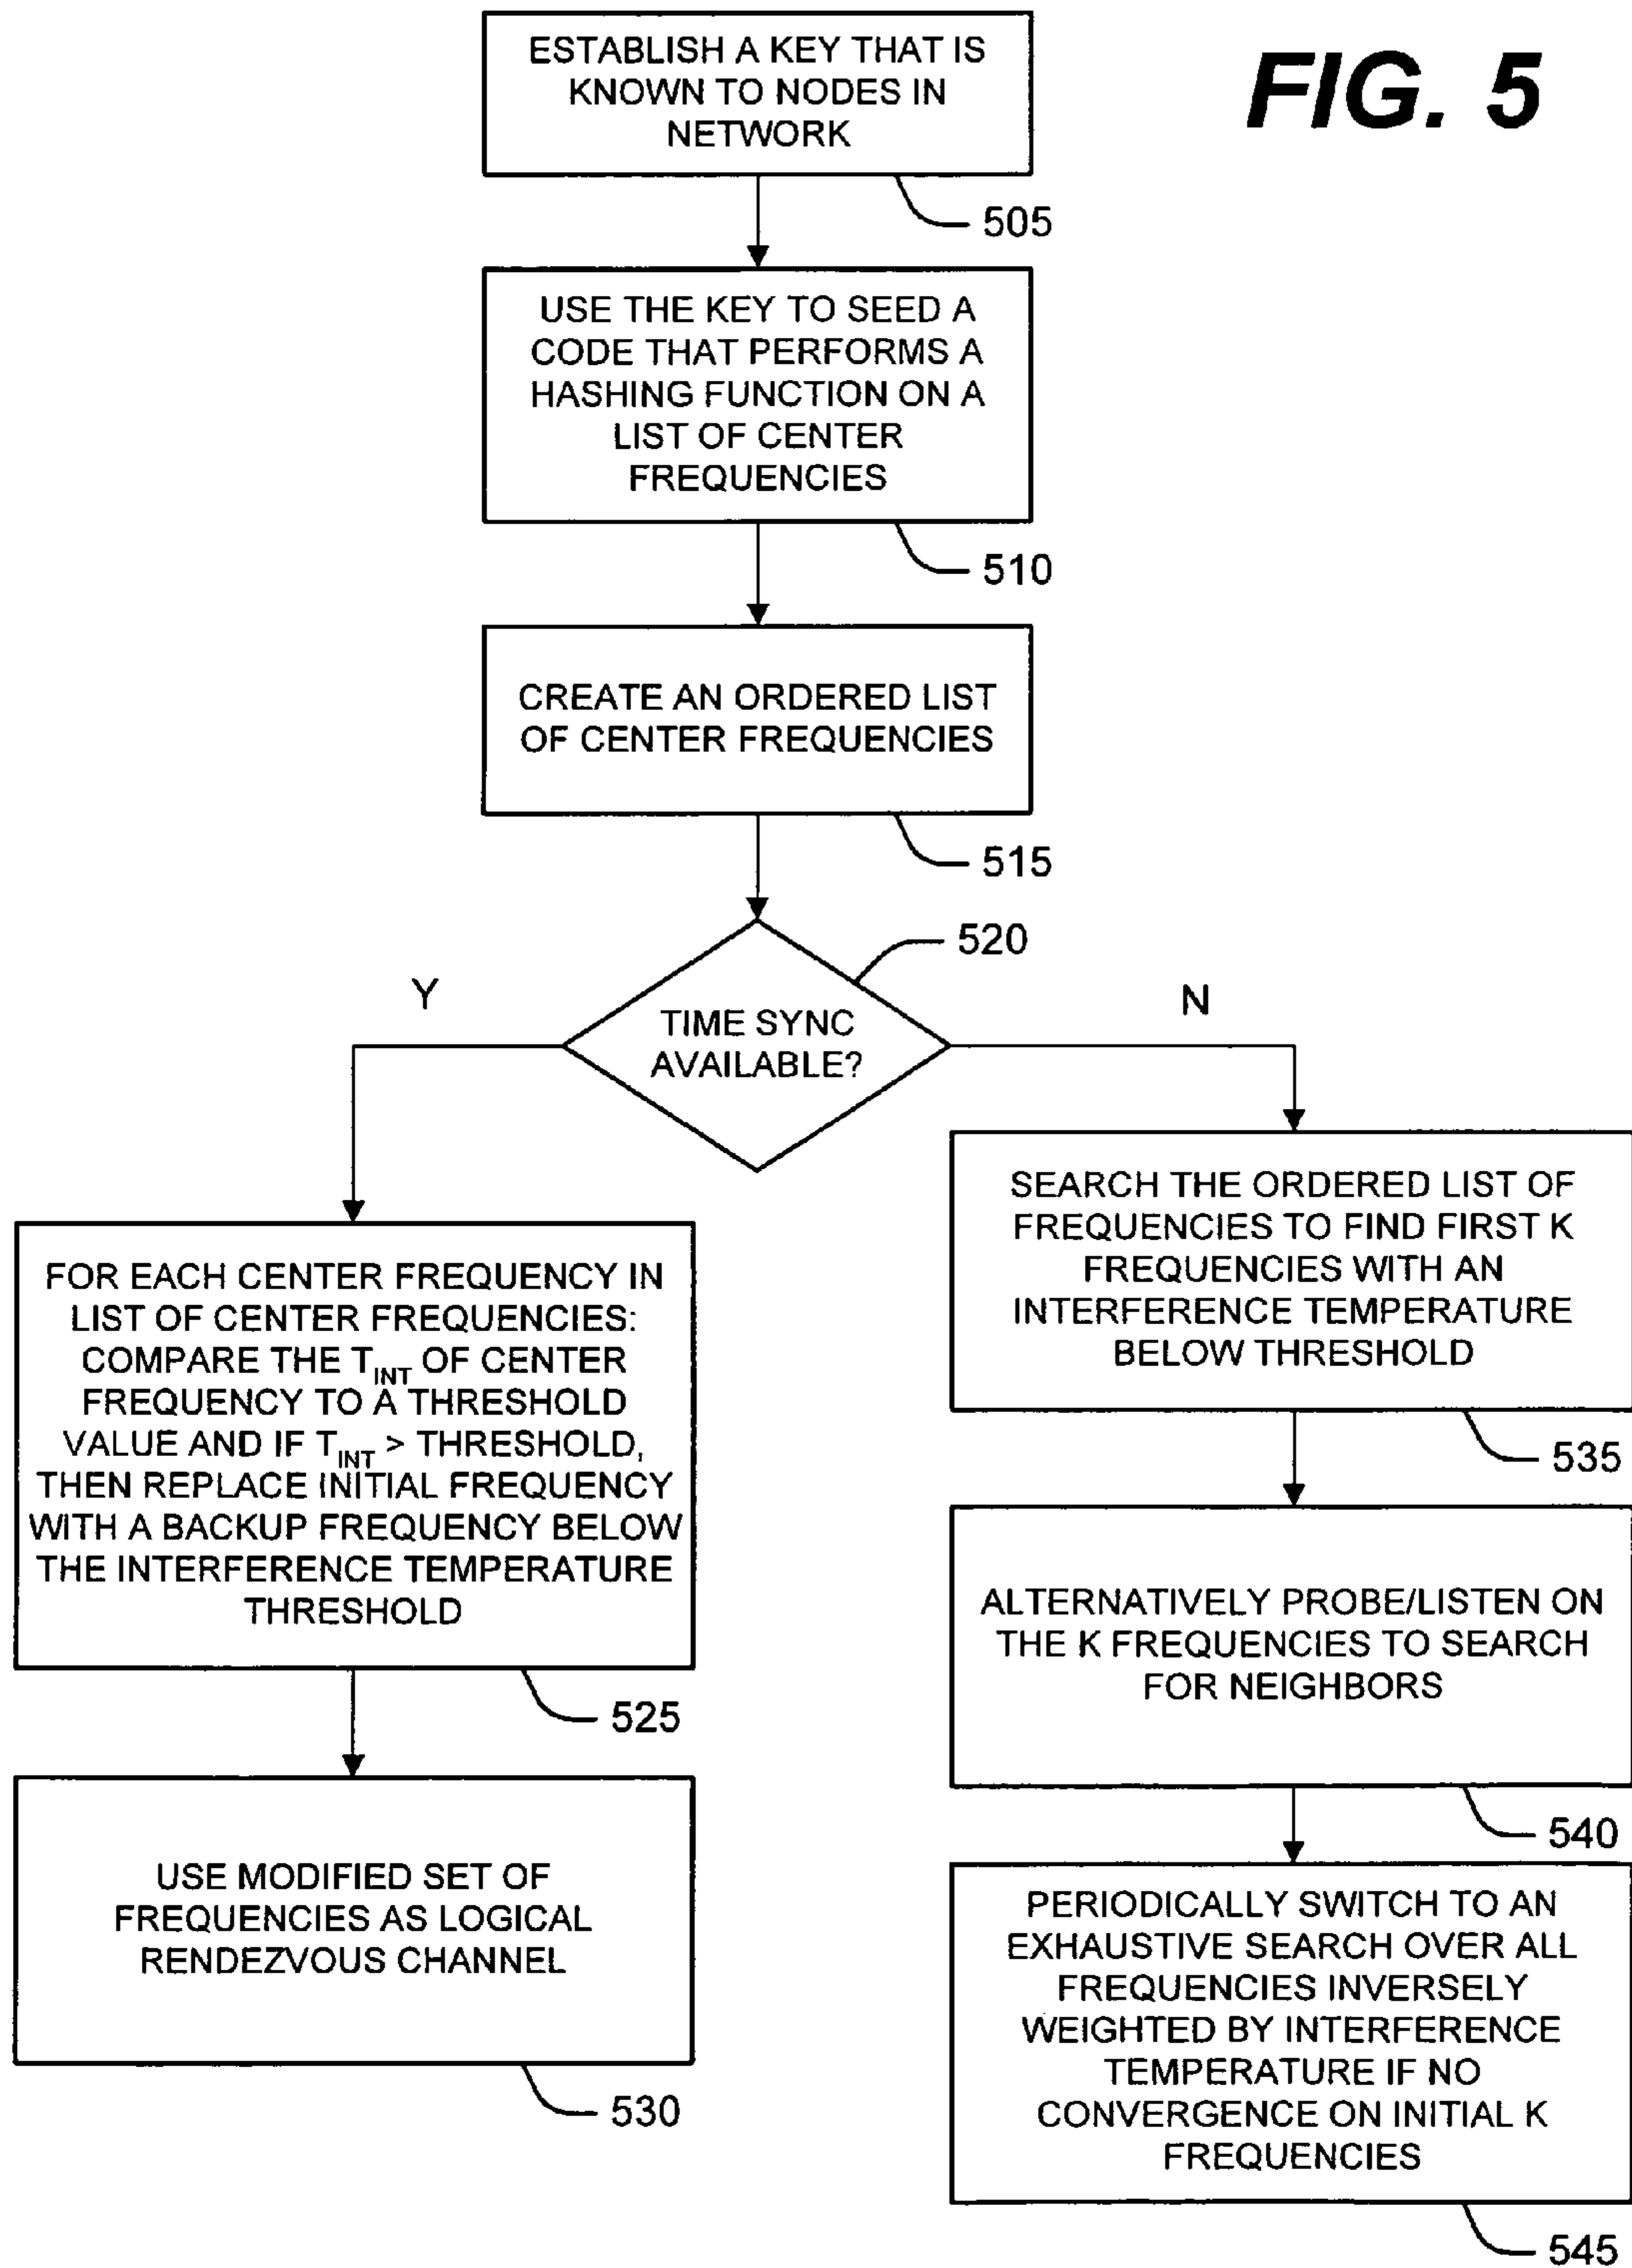 FIG. 5
ESTABLISH A KEY THAT IS
KNOWN TO NODES IN
NETWORK
505
USE THE KEY TO SEED A
CODE THAT PERFORMS A
HASHING FUNCTION ON A
LIST OF CENTER
FREQUENCIES
510
CREATE AN ORDERED LIST
OF CENTER FREQUENCIES
515
520
TIME SYNC
AVAILABLE?
Y
N
FOR EACH CENTER FREQUENCY IN
LIST OF CENTER FREQUENCIES:
COMPARE THE T_INT OF CENTER
FREQUENCY TO A THRESHOLD
VALUE AND IF T_INT > THRESHOLD,
THEN REPLACE INITIAL FREQUENCY
WITH A BACKUP FREQUENCY BELOW
THE INTERFERENCE TEMPERATURE
THRESHOLD
525
USE MODIFIED SET OF
FREQUENCIES AS LOGICAL
RENDEZVOUS CHANNEL
530
SEARCH THE ORDERED LIST OF
FREQUENCIES TO FIND FIRST K
FREQUENCIES WITH AN
INTERFERENCE TEMPERATURE
BELOW THRESHOLD
535
ALTERNATIVELY PROBE/LISTEN ON
THE K FREQUENCIES TO SEARCH
FOR NEIGHBORS
540
PERIODICALLY SWITCH TO AN
EXHAUSTIVE SEARCH OVER ALL
FREQUENCIES INVERSELY
WEIGHTED BY INTERFERENCE
TEMPERATURE IF NO
CONVERGENCE ON INITIAL K
FREQUENCIES
545